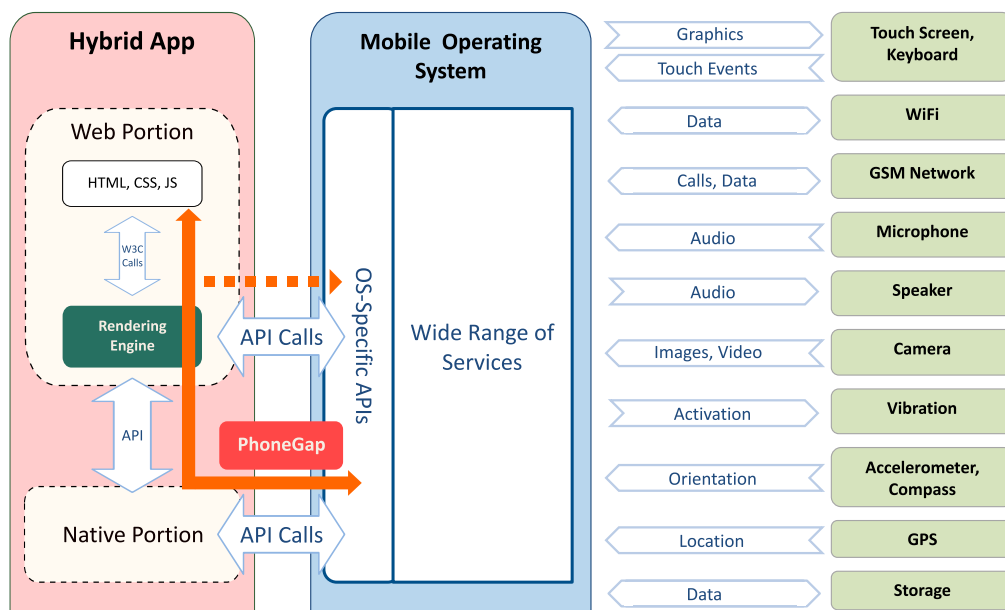 Hybrid App
Web Portion
HTML, CSS, JS
W3C
Calls
Rendering
Engine
API
Native Portion
API Calls
PhoneGap
API Calls
Mobile Operating
System
OS-Specific APIs
Wide Range of
Services
Graphics
Touch Events
Touch Screen,
Keyboard
Data
WiFi
Calls, Data
GSM Network
Audio
Microphone
Audio
Speaker
Images, Video
Camera
Activation
Vibration
Orientation
Accelerometer,
Compass
Location
GPS
Data
Storage